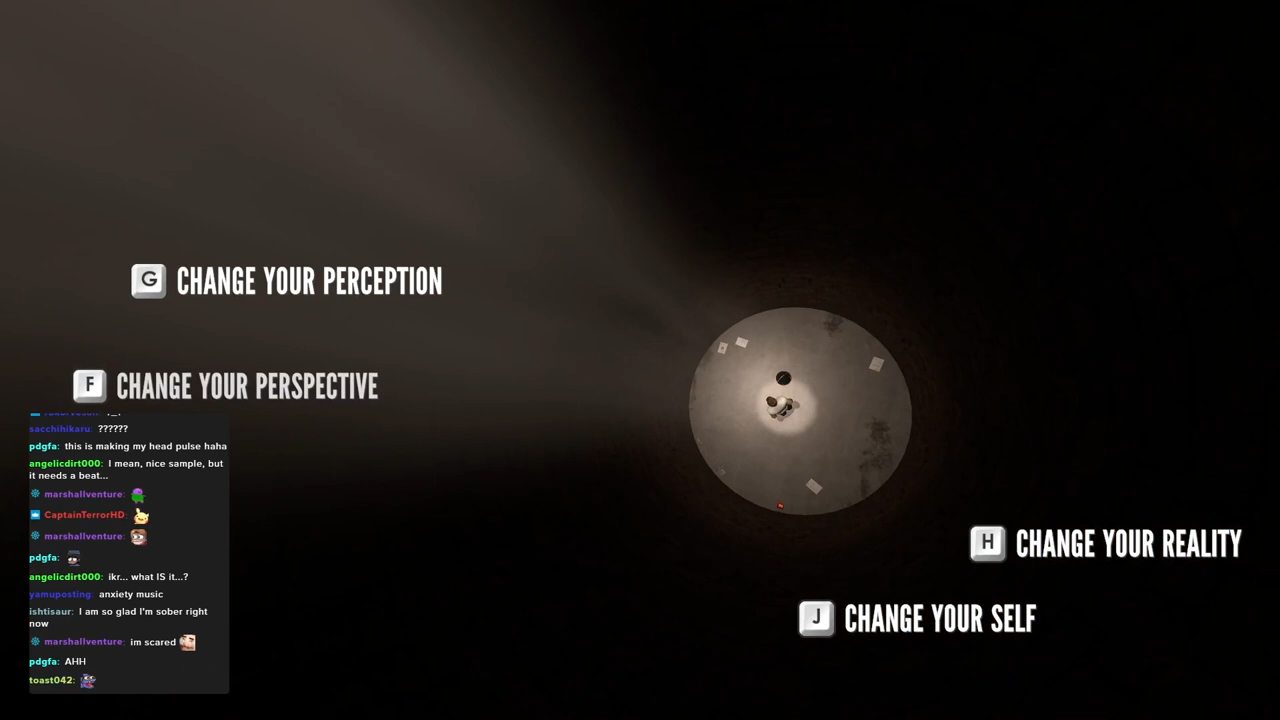 G CHANGE YOUR PERCEPTION
F CHANGE YOUR PERSPECTIVE
sacchihikaru: ??????
pdgfa: this is making my head pulse haha
angelicdirt000: I mean, nice sample, but
it needs a beat...
marshallventure:
CaptainTerrorHD:
marshallventure:
pdgfa:
angelicdirt000: ikr... what IS it...?
yamuposting: anxiety music
ishtisaur: I am so glad I'm sober right
now
marshallventure: im scared
pdgfa: AHH
toast042:
H CHANGE YOUR REALITY
J CHANGE YOUR SELF